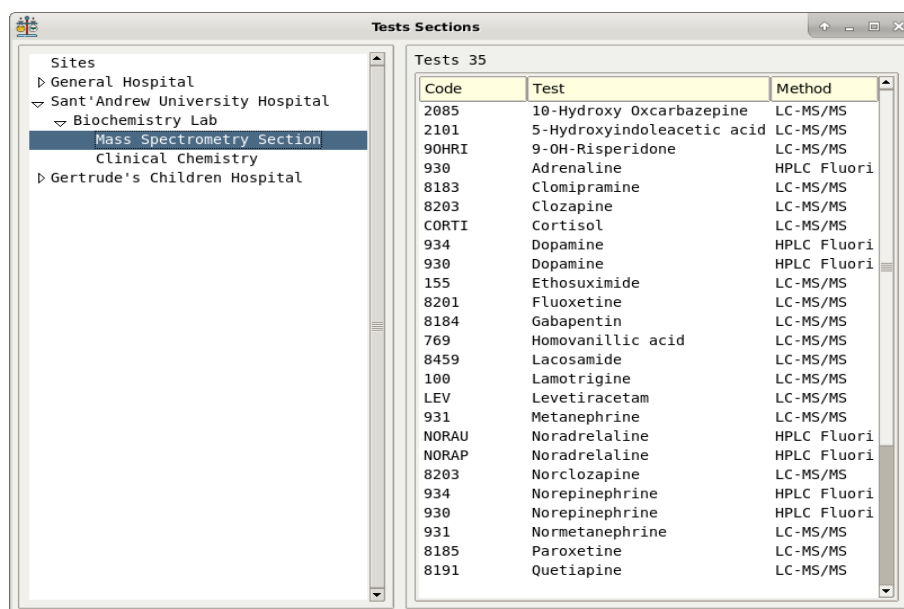 Tests Sections
Sites
General Hospital
Sant'Andrew University Hospital
Biochemistry Lab
Mass Spectrometry Section
Clinical Chemistry
Gertrude's Children Hospital
Tests 35
Code Test Method
2085 10-Hydroxy Oxcarbazepine LC-MS/MS
2101 5-Hydroxyindoleacetic acid LC-MS/MS
9OHRI 9-OH-Risperidone LC-MS/MS
930 Adrenaline HPLC Fluori
8183 Clomipramine LC-MS/MS
8203 Clozapine LC-MS/MS
CORTI Cortisol LC-MS/MS
934 Dopamine HPLC Fluori
930 Dopamine HPLC Fluori
155 Ethosuximide LC-MS/MS
8201 Fluoxetine LC-MS/MS
8184 Gabapentin LC-MS/MS
769 Homovanillic acid LC-MS/MS
8459 Lacosamide LC-MS/MS
100 Lamotrigine LC-MS/MS
LEV Levetiracetam LC-MS/MS
931 Metanephrine LC-MS/MS
NORAU Noradrelaline HPLC Fluori
NORAP Noradrelaline HPLC Fluori
8203 Norclozapine LC-MS/MS
934 Norepinephrine HPLC Fluori
930 Norepinephrine HPLC Fluori
931 Normetanephrine LC-MS/MS
8185 Paroxetine LC-MS/MS
8191 Quetiapine LC-MS/MS